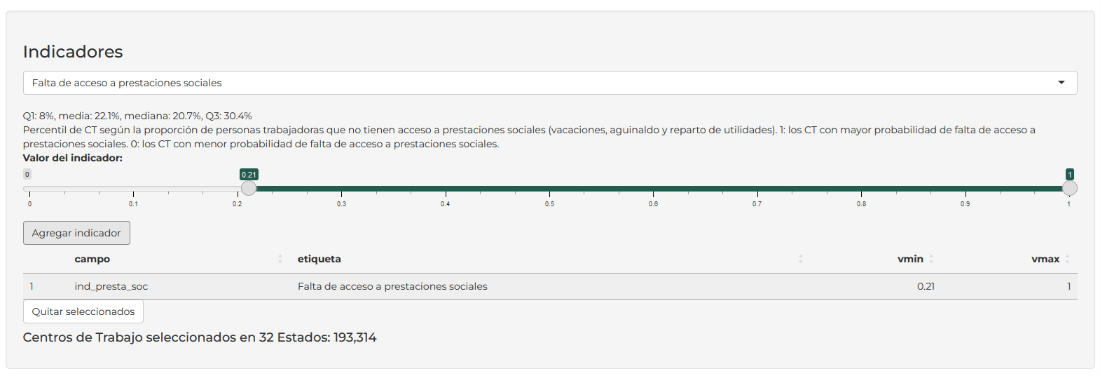 Indicadores
Falta de acceso a prestaciones sociales
Q1: 8%, media: 22.1%, mediana: 20.7%, Q3: 30.4%
Percentil de CT según la proporción de personas trabajadoras que no tienen acceso a prestaciones sociales (vacaciones, aguinaldo y reparto de utilidades). 1: los CT con mayor probabilidad de falta de acceso a
prestaciones sociales. 0: los CT con menor probabilidad de falta de acceso a prestaciones sociales.
Valor del indicador:
0 0.21 1
0 0.1 0.2 0.3 0.4 0.5 0.6 0.7 0.8 0.9 1
Agregar indicador
campo etiqueta vmin vmax
1 ind_presta_soc Falta de acceso a prestaciones sociales 0.21 1
Quitar seleccionados
Centros de Trabajo seleccionados en 32 Estados: 193,314